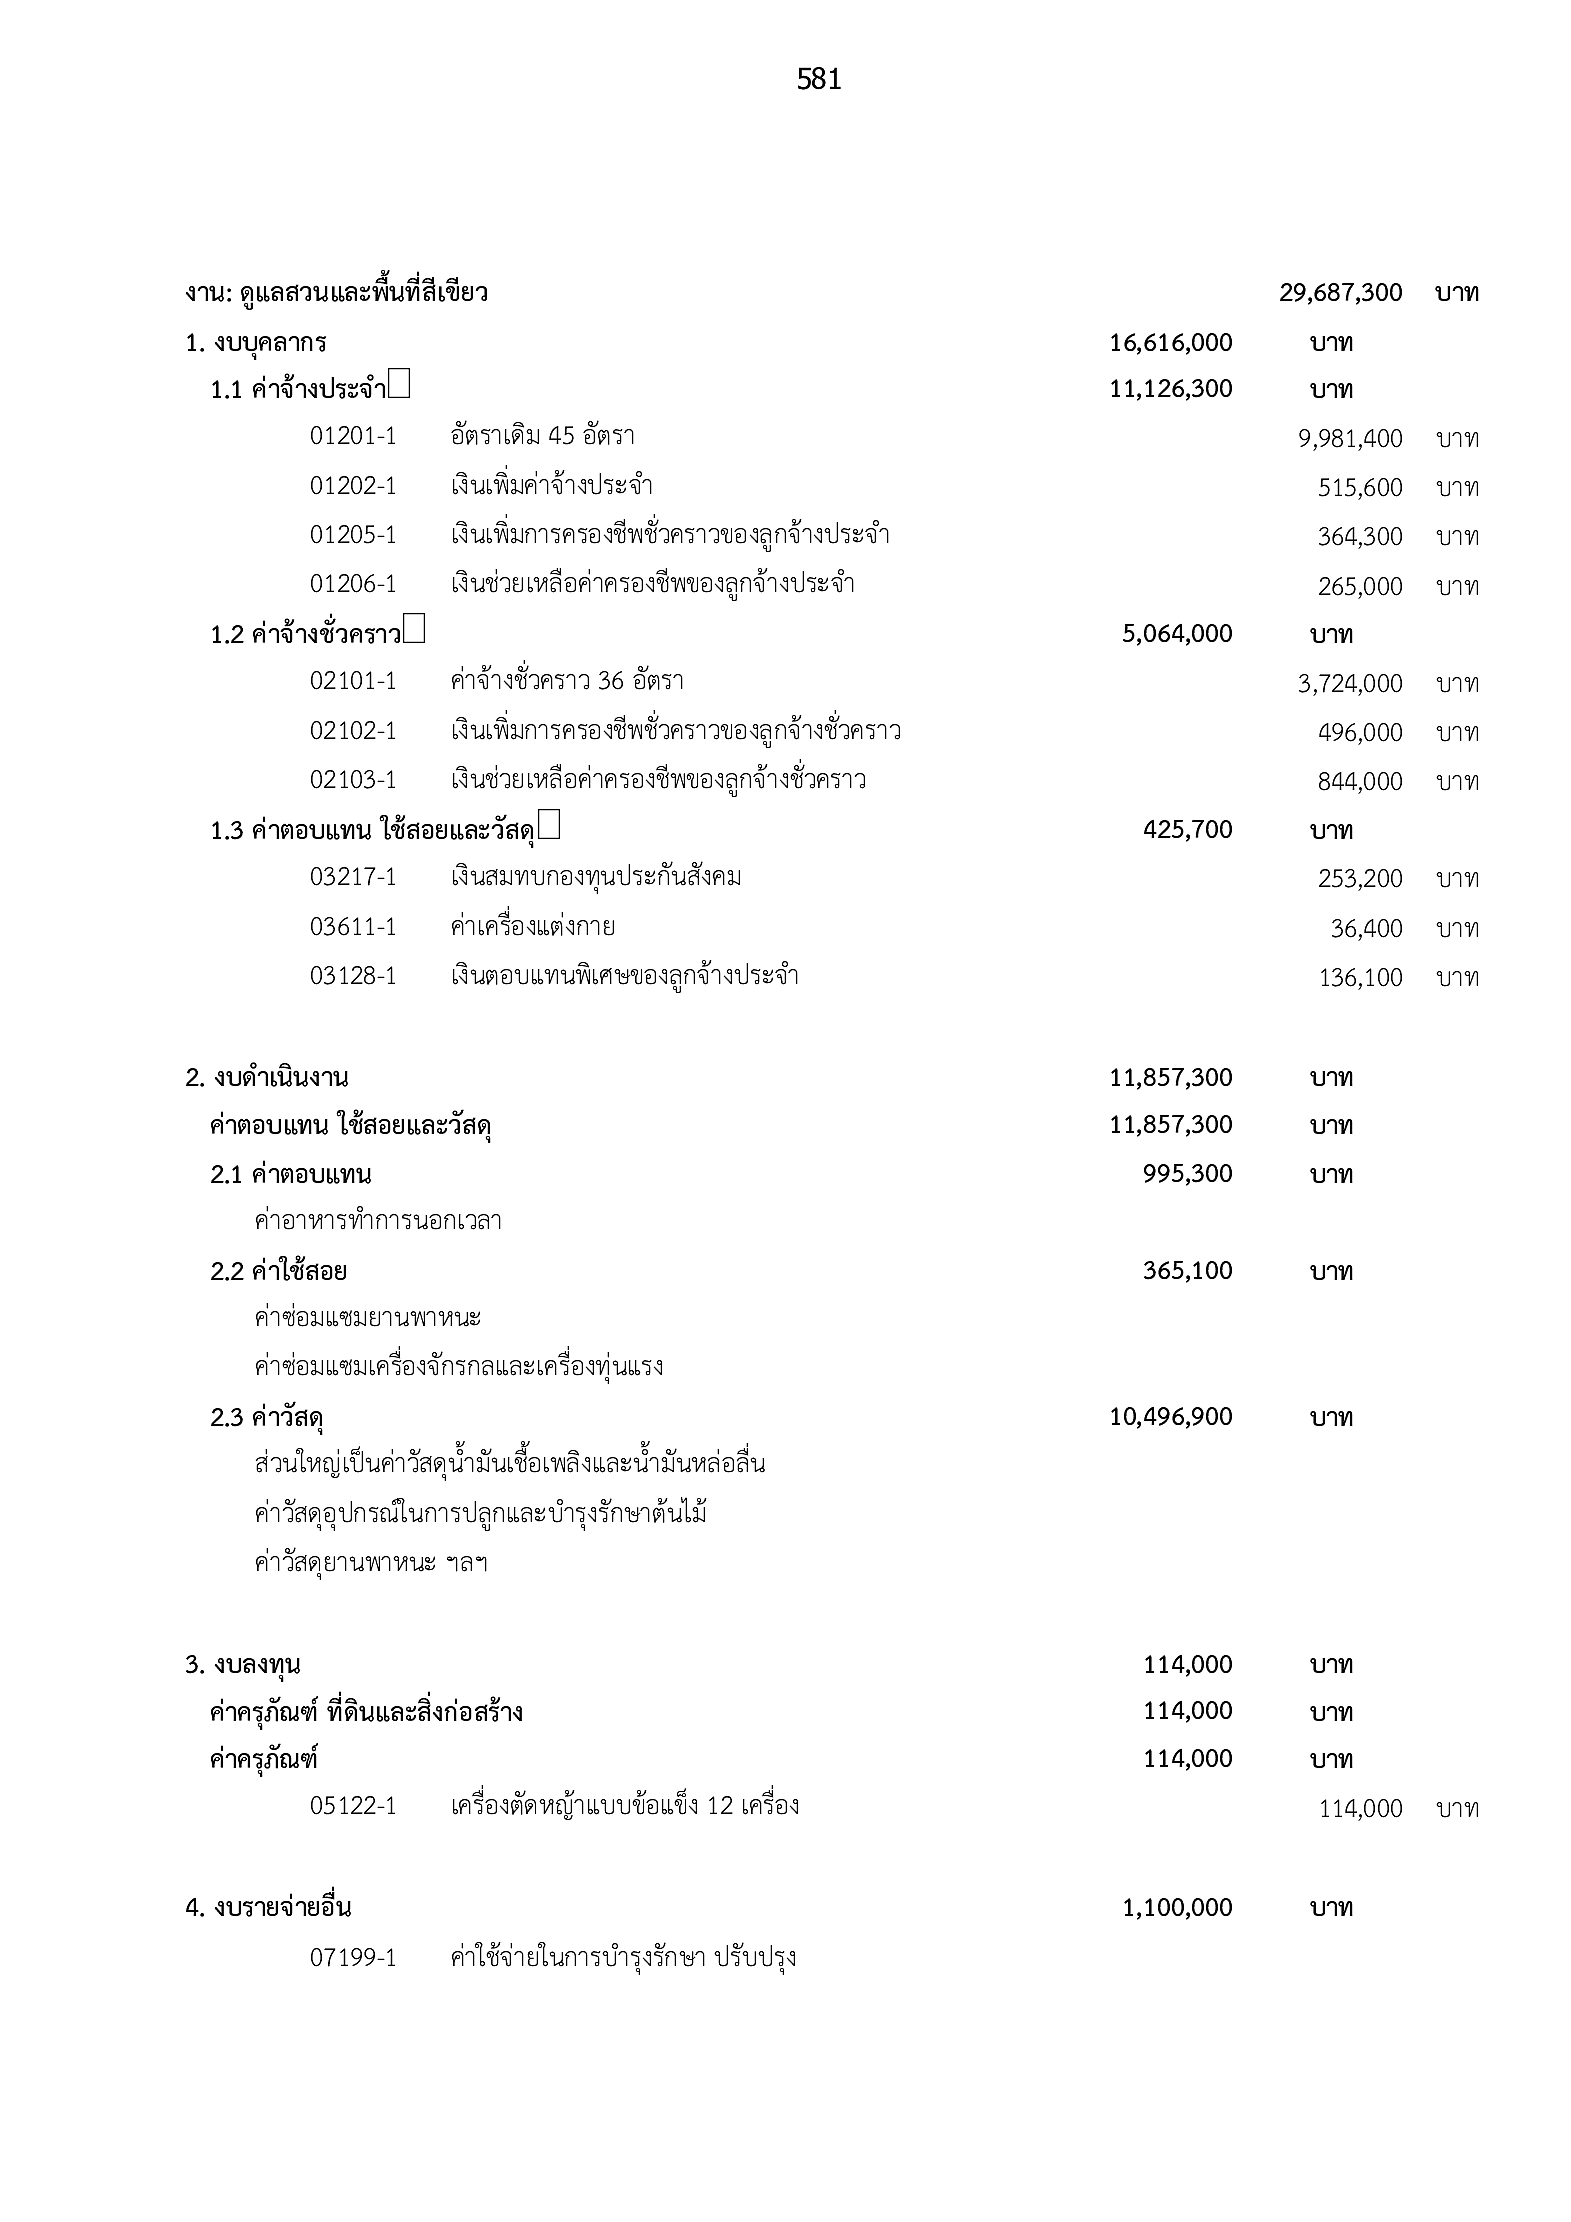 581
งาน: ดูแลสวนและพื้นที่สีเขียว 29,687,300 บาท
1. งบบุคลากร 16,616,000 บาท
1.1 ค่าจ้างประจำ 11,126,300 บาท
01201-1 อัตราเดิม 45 อัตรา 9,981,400 บาท
01202-1 เงินเพิ่มค่าจ้างประจำ 515,600 บาท
01205-1 เงินเพิ่มการครองชีพชั่วคราวของลูกจ้างประจำ 364,300 บาท
01206-1 เงินช่วยเหลือค่าครองชีพของลูกจ้างประจำ 265,000 บาท
1.2 ค่าจ้างชั่วคราว 5,064,000 บาท
02101-1 ค่าจ้างชั่วคราว 36 อัตรา 3,724,000 บาท
02102-1 เงินเพิ่มการครองชีพชั่วคราวของลูกจ้างชั่วคราว 496,000 บาท
02103-1 เงินช่วยเหลือค่าครองชีพของลูกจ้างชั่วคราว 844,000 บาท
1.3 ค่าตอบแทน ใช้สอยและวัสดุ 425,700 บาท
03217-1 เงินสมทบกองทุนประกันสังคม 253,200 บาท
03611-1 ค่าเครื่องแต่งกาย 36,400 บาท
03128-1 เงินตอบแทนพิเศษของลูกจ้างประจำ 136,100 บาท
2. งบดำเนินงาน 11,857,300 บาท
ค่าตอบแทน ใช้สอยและวัสดุ 11,857,300 บาท
2.1 ค่าตอบแทน 995,300 บาท
ค่าอาหารทำการนอกเวลา
2.2 ค่าใช้สอย 365,100 บาท
ค่าซ่อมแซมยานพาหนะ
ค่าซ่อมแซมเครื่องจักรกลและเครื่องทุ่นแรง
2.3 ค่าวัสดุ 10,496,900 บาท
ส่วนใหญ่เป็นค่าวัสดุน้ำมันเชื้อเพลิงและน้ำมันหล่อลื่น
ค่าวัสดุอุปกรณ์ในการปลูกและบำรุงรักษาต้นไม้
ค่าวัสดุยานพาหนะ ฯลฯ
3. งบลงทุน 114,000 บาท
ค่าครุภัณฑ์ ที่ดินและสิ่งก่อสร้าง 114,000 บาท
ค่าครุภัณฑ์ 114,000 บาท
05122-1 เครื่องตัดหญ้าแบบข้อแข็ง 12 เครื่อง 114,000 บาท
4. งบรายจ่ายอื่น 1,100,000 บาท
07199-1 ค่าใช้จ่ายในการบำรุงรักษา ปรับปรุง